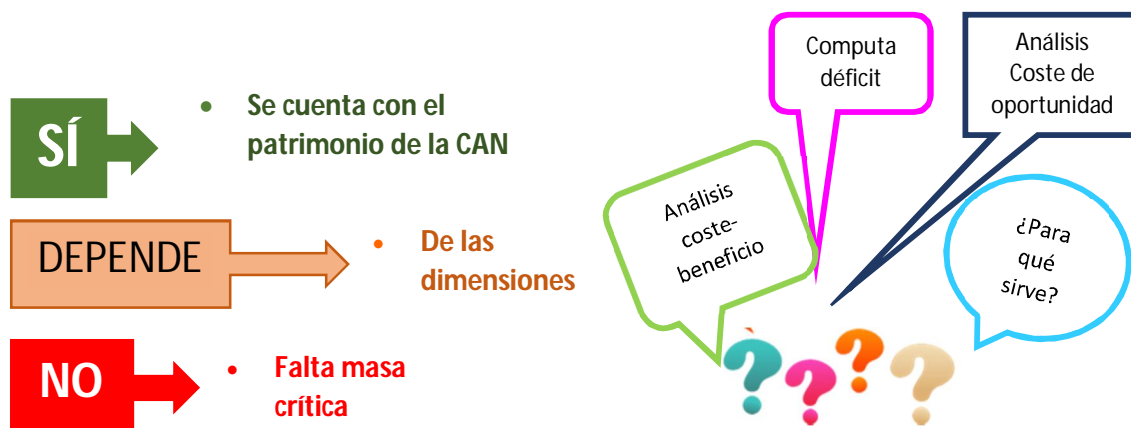 SÍ
• Se cuenta con el
patrimonio de la CAN
DEPENDE
• De las
dimensiones
NO
• Falta masa
crítica
Computa
déficit
Análisis
Coste de
oportunidad
Análisis
coste-
beneficio
¿Para
qué
sirve?
? ? ? ?